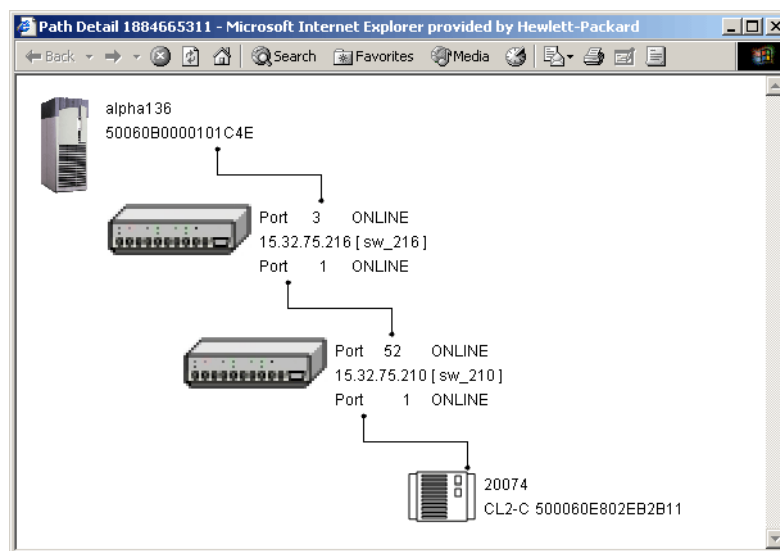 Path Detail 1884665311 - Microsoft Internet Explorer provided by Hewlett-Packard
Back Search Favorites Media
alpha136
50060B0000101C4E
Port 3 ONLINE
15.32.75.216 [ sw_216 ]
Port 1 ONLINE
Port 52 ONLINE
15.32.75.210 [ sw_210 ]
Port 1 ONLINE
20074
CL2-C 500060E802EB2B11